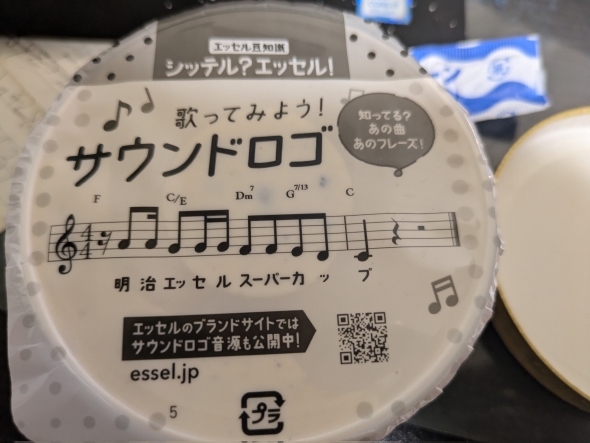 エッセル豆知識
シッテル?エッセル!
歌ってみよう!
サウンドロゴ
知ってる?
あの曲
あのフレーズ!
F C/E Dm7 G7/13 C
4
4
明 治 エッ セ ル スーパーカ ッ プ
エッセルのブランドサイトでは
サウンドロゴ音源も公開中!
essel.jp
5
プラ